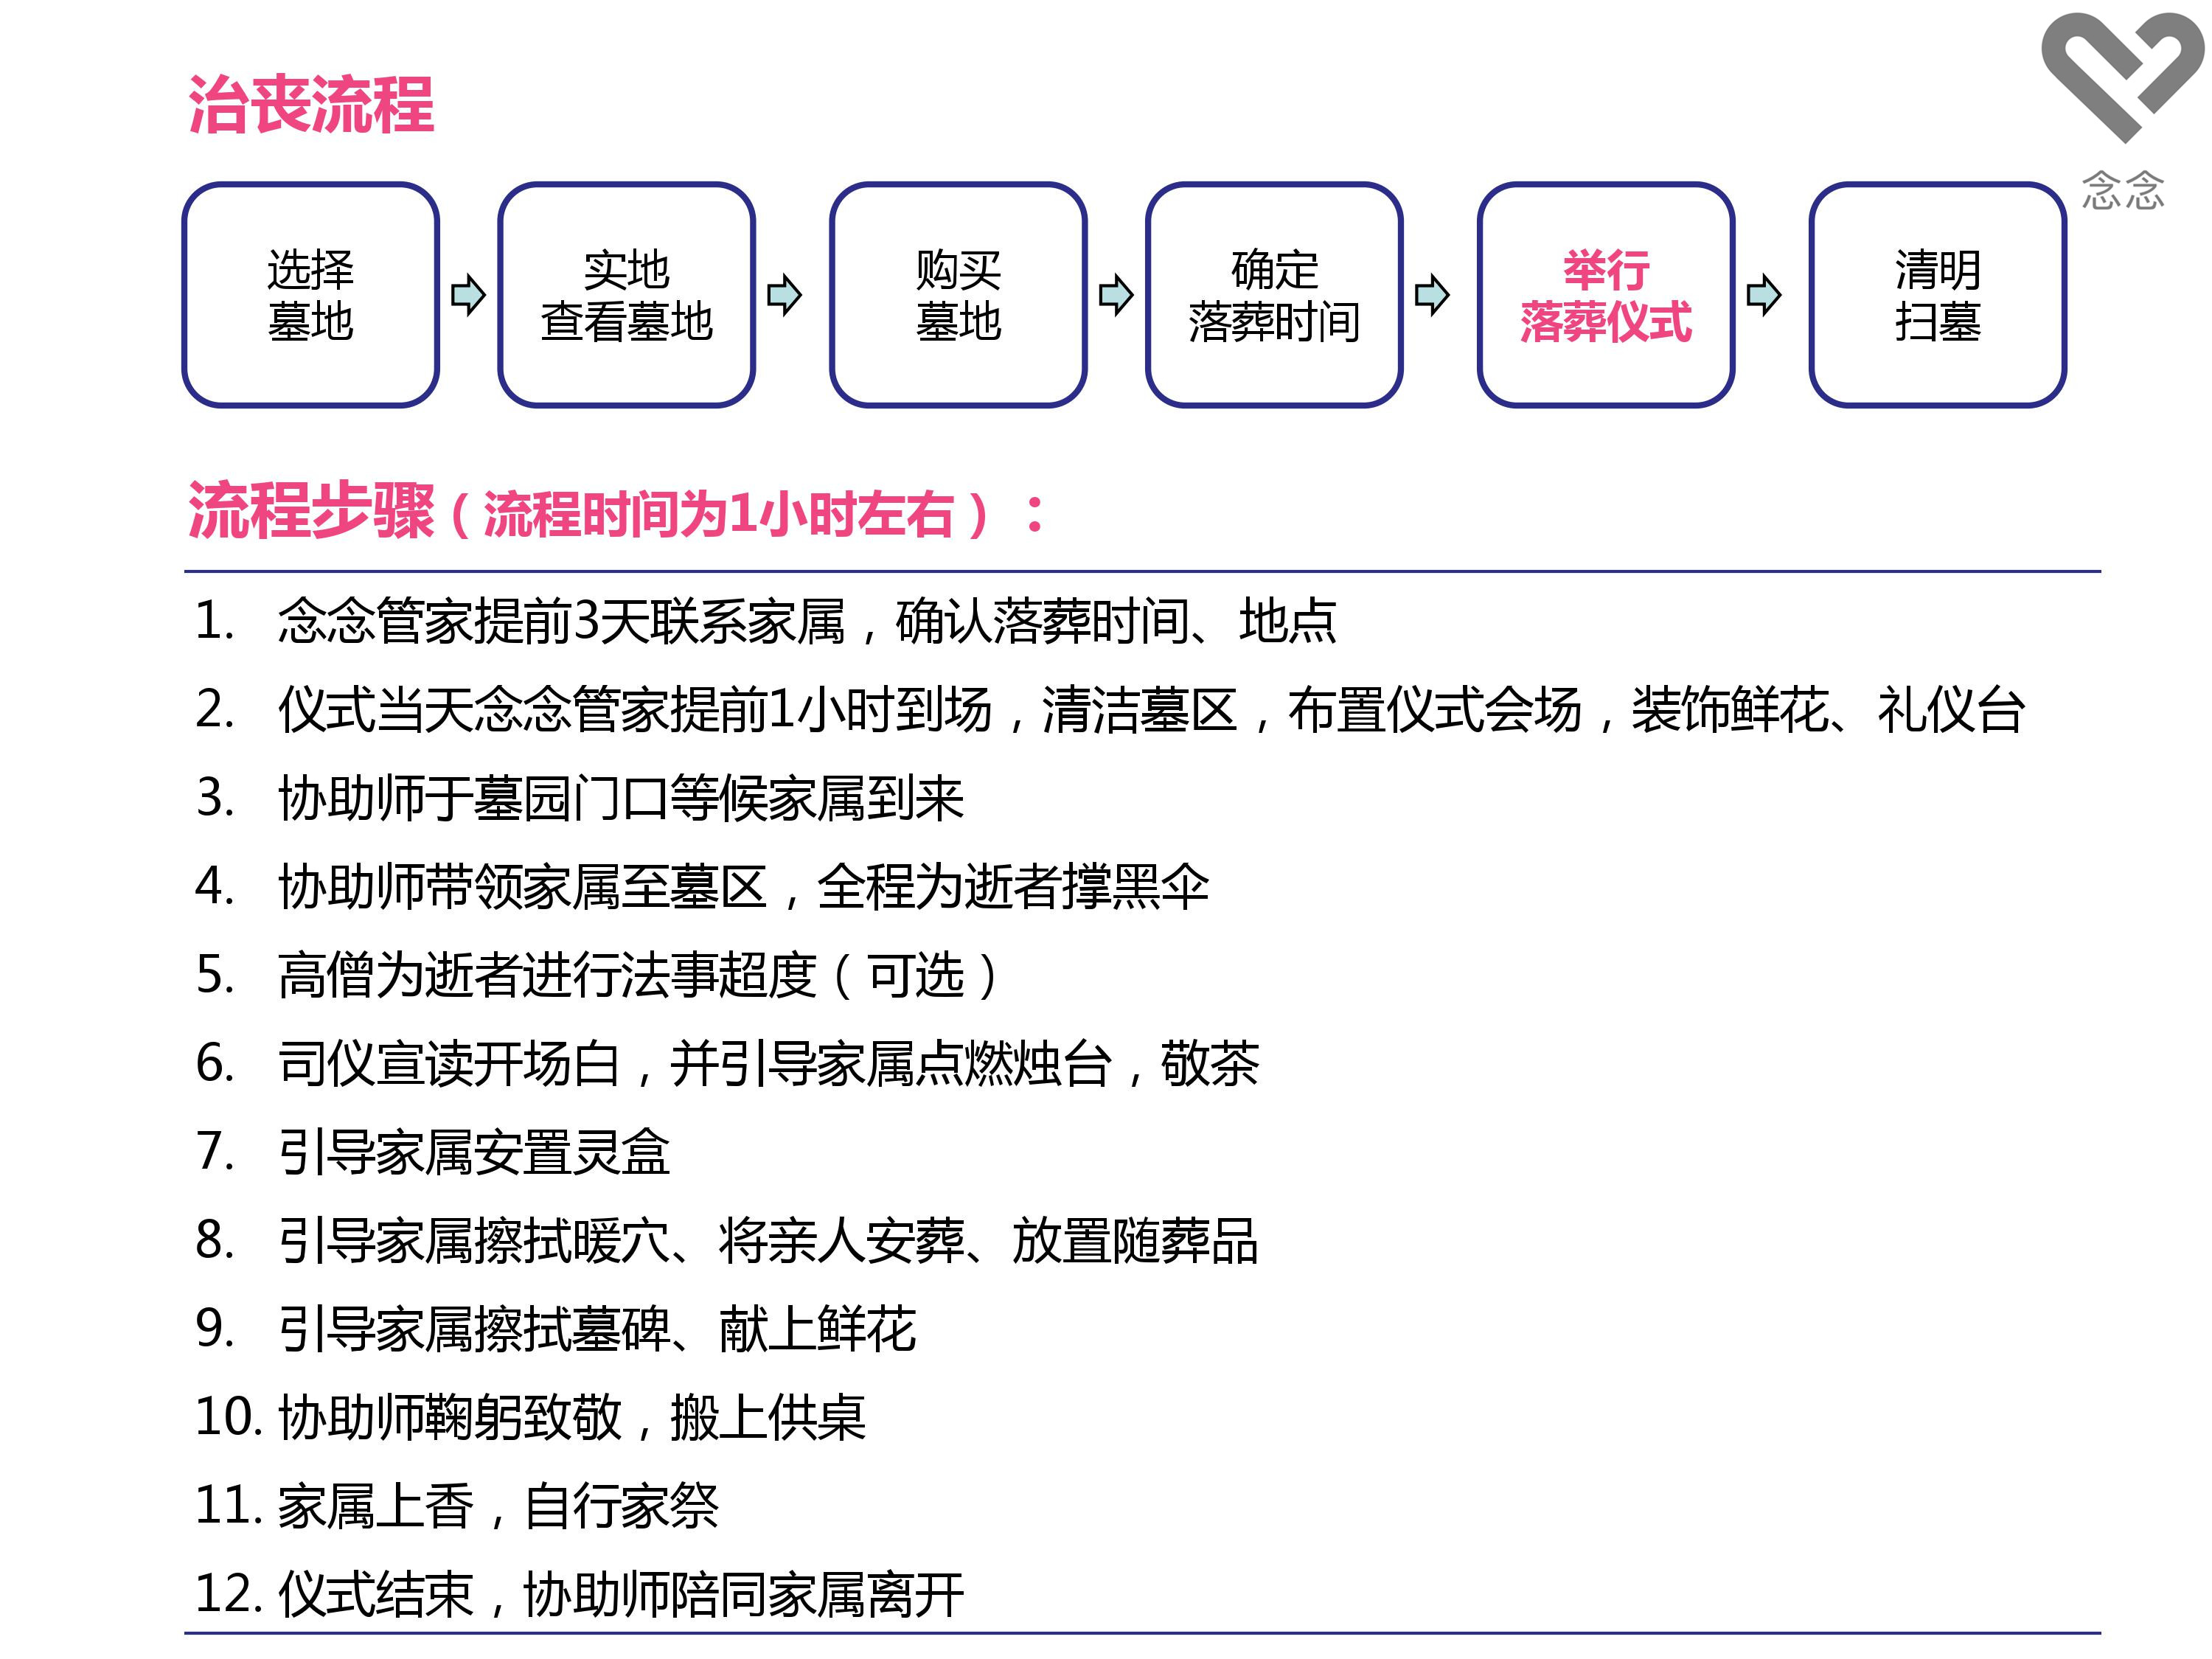 治丧流程
念念
选择
墓地
实地
查看墓地
购买
墓地
确定
落葬时间
举行
落葬仪式
清明
扫墓
流程步骤（流程时间为1小时左右）：
1. 念念管家提前3天联系家属，确认落葬时间、地点
2. 仪式当天念念管家提前1小时到场，清洁墓区，布置仪式会场，装饰鲜花、礼仪台
3. 协助师于墓园门口等候家属到来
4. 协助师带领家属至墓区，全程为逝者撑黑伞
5. 高僧为逝者进行法事超度（可选）
6. 司仪宣读开场白，并引导家属点燃烛台，敬茶
7. 引导家属安置灵盒
8. 引导家属擦拭暖穴、将亲人安葬、放置随葬品
9. 引导家属擦拭墓碑、献上鲜花
10. 协助师鞠躬致敬，搬上供桌
11. 家属上香，自行家祭
12. 仪式结束，协助师陪同家属离开